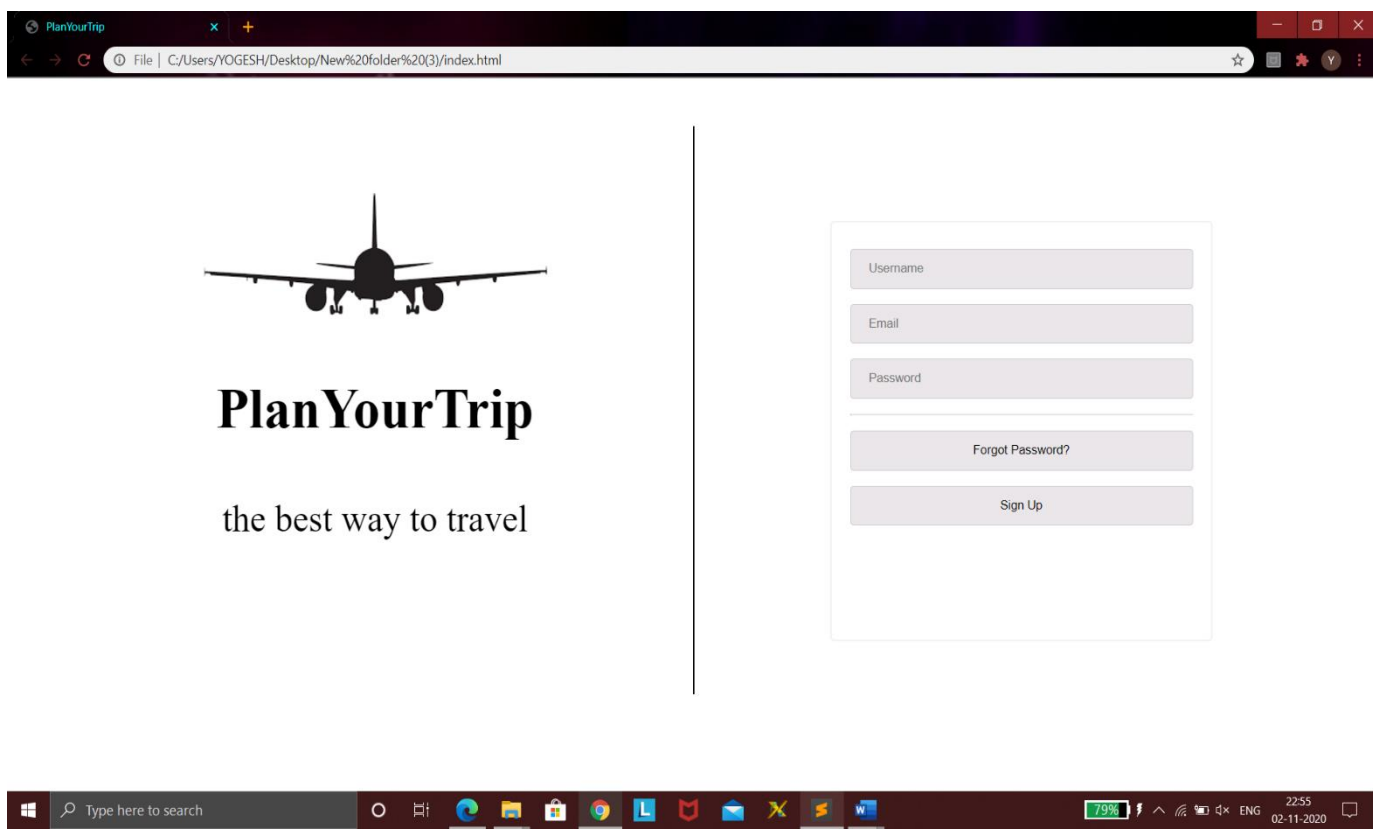 PlanYourTrip
File | C:/Users/YOGESH/Desktop/New%20folder%20(3)/index.html
Y
PlanYourTrip
the best way to travel
Username
Email
Password
Forgot Password?
Sign Up
Type here to search
L
W
79%
ENG
22:55
02-11-2020